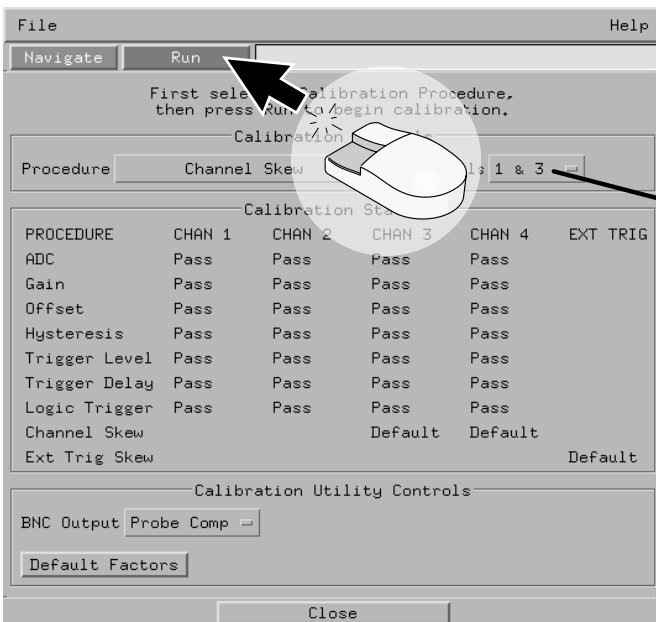 File Help
Navigate Run
First sele Calibration Procedure,
then press Run to begin calibration.
Calibration
Procedure Channel Skew 1 & 3
Calibration Sta
PROCEDURE CHAN 1 CHAN 2 CHAN 3 CHAN 4 EXT TRIG
ADC Pass Pass Pass Pass
Gain Pass Pass Pass Pass
Offset Pass Pass Pass Pass
Hysteresis Pass Pass Pass Pass
Trigger Level Pass Pass Pass Pass
Trigger Delay Pass Pass Pass Pass
Logic Trigger Pass Pass Pass Pass
Channel Skew Default Default
Ext Trig Skew Default
Calibration Utility Controls
BNC Output Probe Comp
Default Factors
Close